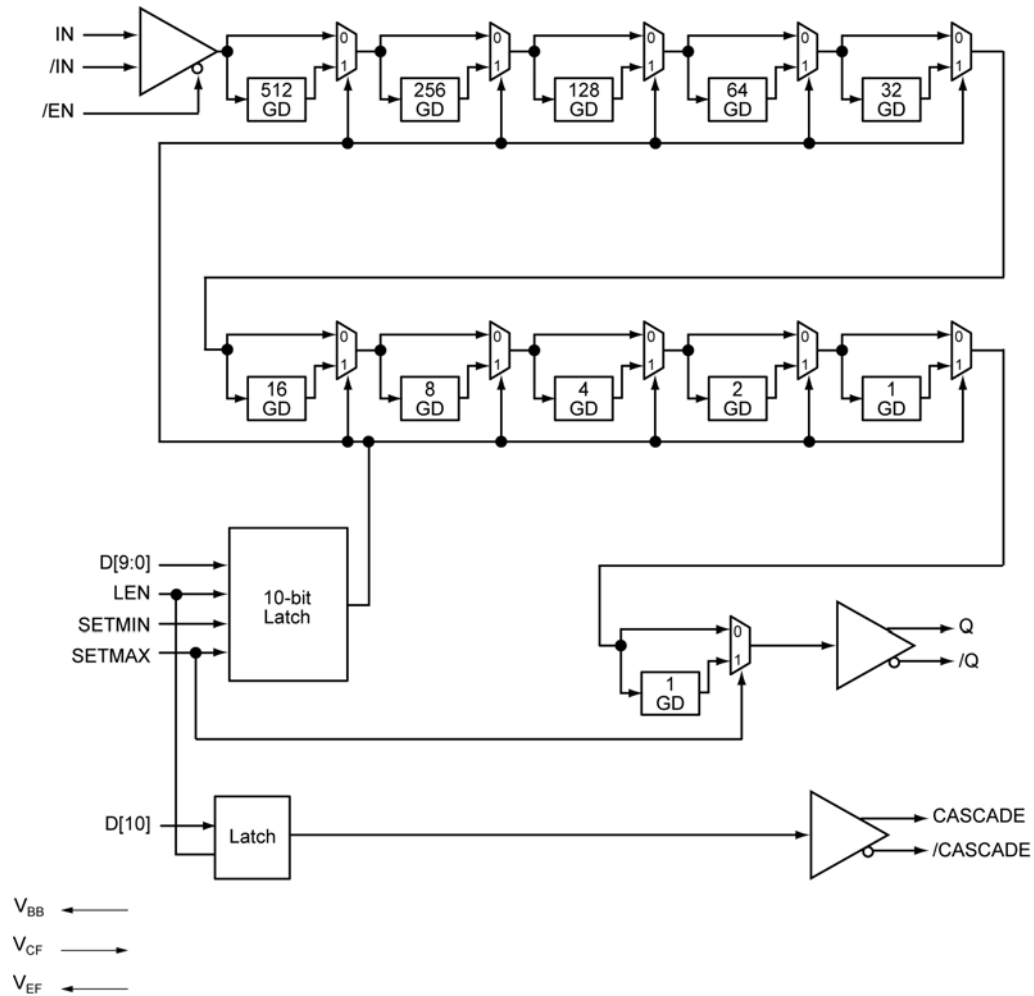 IN
/IN
/EN
0
1
512
GD
0
1
256
GD
0
1
128
GD
0
1
64
GD
0
1
32
GD
0
1
16
GD
0
1
8
GD
0
1
4
GD
0
1
2
GD
0
1
1
GD
D[9:0]
LEN
SETMIN
SETMAX
10-bit
Latch
0
1
1
GD
Q
/Q
D[10]
Latch
CASCADE
/CASCADE
VBB
VCF
VEF